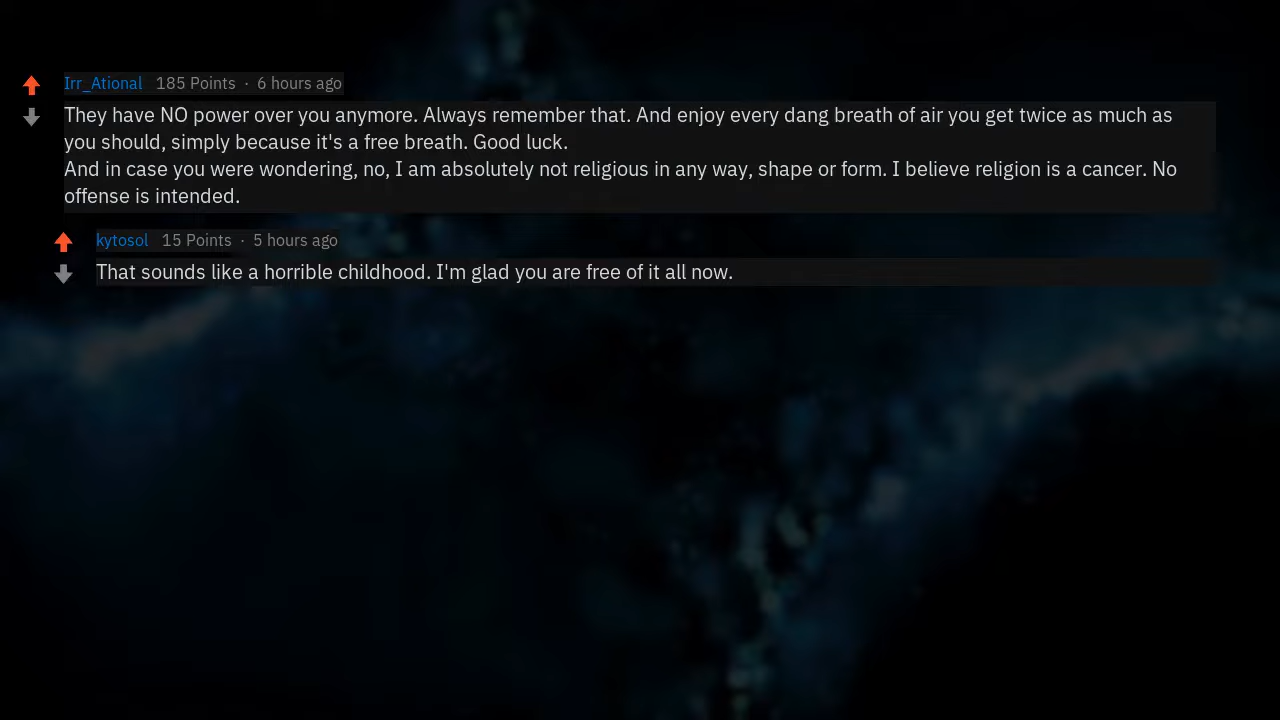 Irr_Ational 185 Points · 6 hours ago
They have NO power over you anymore. Always remember that. And enjoy every dang breath of air you get twice as much as
you should, simply because it's a free breath. Good luck.
And in case you were wondering, no, I am absolutely not religious in any way, shape or form. I believe religion is a cancer. No
offense is intended.
kytosol 15 Points · 5 hours ago
That sounds like a horrible childhood. I'm glad you are free of it all now.